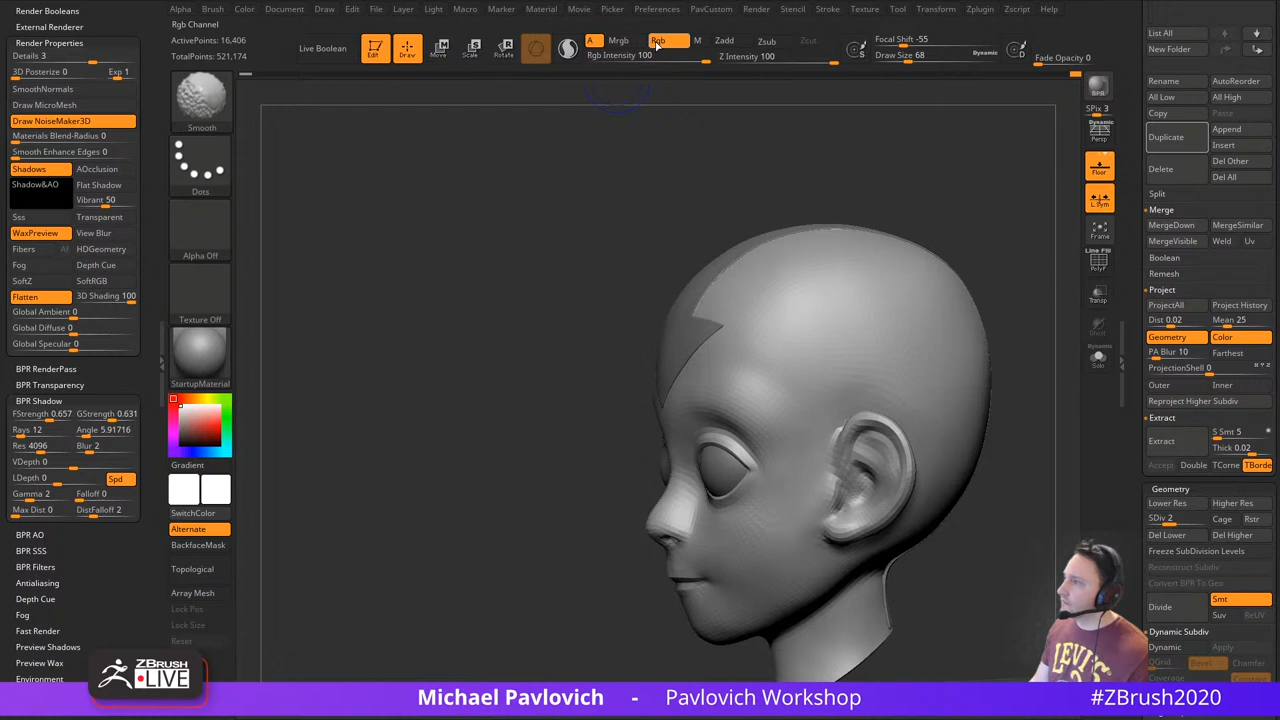 Alpha Brush Color Document Draw Edit File Layer Light Macro Marker Material Movie Picker Preferences PavCustom Render Stencil Stroke Texture Tool Transform Zplugin Zscript Help
Rgb Channel
ActivePoints: 16,406
TotalPoints: 521,174
Live Boolean
Edit Draw Move Scale Rotate
A Mrgb Rgb M Zadd Zsub Zcut
Rgb Intensity 100 Z Intensity 100
Focal Shift -55
Draw Size 68 Dynamic
Fade Opacity 0
S
D
Render Booleans
External Renderer
Render Properties
Details 3
3D Posterize 0 Exp 1
SmoothNormals
Draw MicroMesh
Draw NoiseMaker3D
Materials Blend-Radius 0
Smooth Enhance Edges 0
Shadows AOcclusion
Shadow&AO Flat Shadow
Vibrant 50
Sss Transparent
WaxPreview View Blur
Fibers Af HDGeometry
Fog Depth Cue
SoftZ SoftRGB
Flatten 3D Shading 100
Global Ambient 0
Global Diffuse 0
Global Specular 0
BPR RenderPass
BPR Transparency
BPR Shadow
FStrength 0.657 GStrength 0.631
Rays 12 Angle 5.91716
Res 4096 Blur 2
VDepth 0
LDepth 0 Spd
Gamma 2 Falloff 0
Max Dist 0 DistFalloff 2
BPR AO
BPR SSS
BPR Filters
Antialiasing
Depth Cue
Fog
Fast Render
Preview Shadows
Preview Wax
Environment
Smooth
Dots
Alpha Off
Texture Off
StartupMaterial
Gradient
SwitchColor
Alternate
BackfaceMask
Topological
Array Mesh
Lock Pos
Lock Size
Reset
BPR
SPix 3
Dynamic
Persp
Floor
L.Sym
Frame
Line Fill
PolyF
Transp
Ghost
Dynamic
Solo
List All
New Folder
Rename AutoReorder
All Low All High
Copy Paste
Duplicate Append
Insert
Delete Del Other
Del All
Split
Merge
MergeDown MergeSimilar
MergeVisible Weld Uv
Boolean
Remesh
Project
ProjectAll Project History
Dist 0.02 Mean 25
Geometry Color
PA Blur 10 Farthest
ProjectionShell 0
Outer Inner
Reproject Higher Subdiv
Extract
Extract S Smt 5
Thick 0.02
Accept Double TCorne TBorde
Geometry
Lower Res Higher Res
SDiv 2 Cage Rstr
Del Lower Del Higher
Freeze SubDivision Levels
Reconstruct Subdiv
Convert BPR To Geo
Divide Smt
Suv ReUV
Dynamic Subdiv
Dynamic Apply
QGrid Bevel Chamfer
Coverage
ZBRUSH
LIVE
Michael Pavlovich - Pavlovich Workshop #ZBrush2020